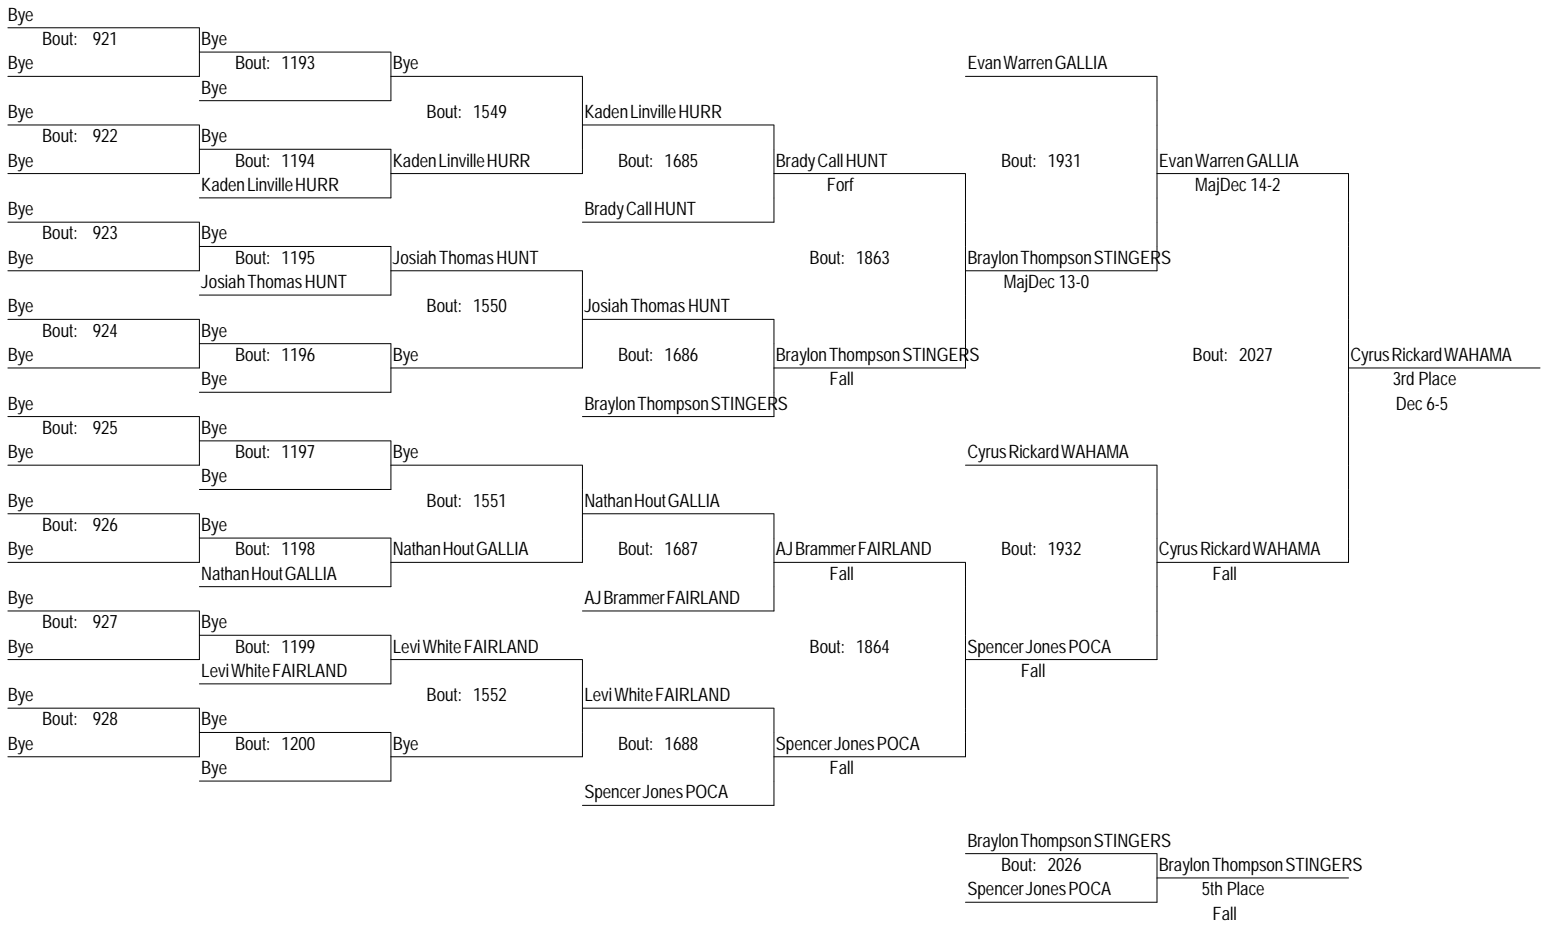 Bye
Bout: 921
Bye
Bye
Bout: 1193
Bye
Bye
Bout: 922
Bye
Bye
Bout: 1194
Kaden Linville HURR
Bye
Bout: 923
Bye
Bye
Bout: 1195
Josiah Thomas HUNT
Bye
Bout: 924
Bye
Bye
Bout: 1196
Bye
Bye
Bout: 925
Bye
Bye
Bout: 1197
Bye
Bye
Bout: 926
Bye
Bye
Bout: 1198
Nathan Hout GALLIA
Bye
Bout: 927
Bye
Bye
Bout: 1199
Levi White FAIRLAND
Bye
Bout: 928
Bye
Bye
Bout: 1200
Bye
Bye
Bout: 1549
Kaden Linville HURR
Josiah Thomas HUNT
Bout: 1550
Bye
Bye
Bout: 1551
Nathan Hout GALLIA
Levi White FAIRLAND
Bout: 1552
Bye
Kaden Linville HURR
Bout: 1685
Brady Call HUNT
Josiah Thomas HUNT
Bout: 1686
Braylon Thompson STINGERS
Nathan Hout GALLIA
Bout: 1687
AJ Brammer FAIRLAND
Levi White FAIRLAND
Bout: 1688
Spencer Jones POCA
Brady Call HUNT
Forf
Bout: 1863
Braylon Thompson STINGERS
Fall
AJ Brammer FAIRLAND
Fall
Bout: 1864
Spencer Jones POCA
Fall
Evan Warren GALLIA
Bout: 1931
Braylon Thompson STINGERS
MajDec 13-0
Cyrus Rickard WAHAMA
Bout: 1932
Spencer Jones POCA
Fall
Evan Warren GALLIA
MajDec 14-2
Bout: 2027
Cyrus Rickard WAHAMA
Fall
Cyrus Rickard WAHAMA
3rd Place
Dec 6-5
Braylon Thompson STINGERS
Bout: 2026
Spencer Jones POCA
Braylon Thompson STINGERS
5th Place
Fall